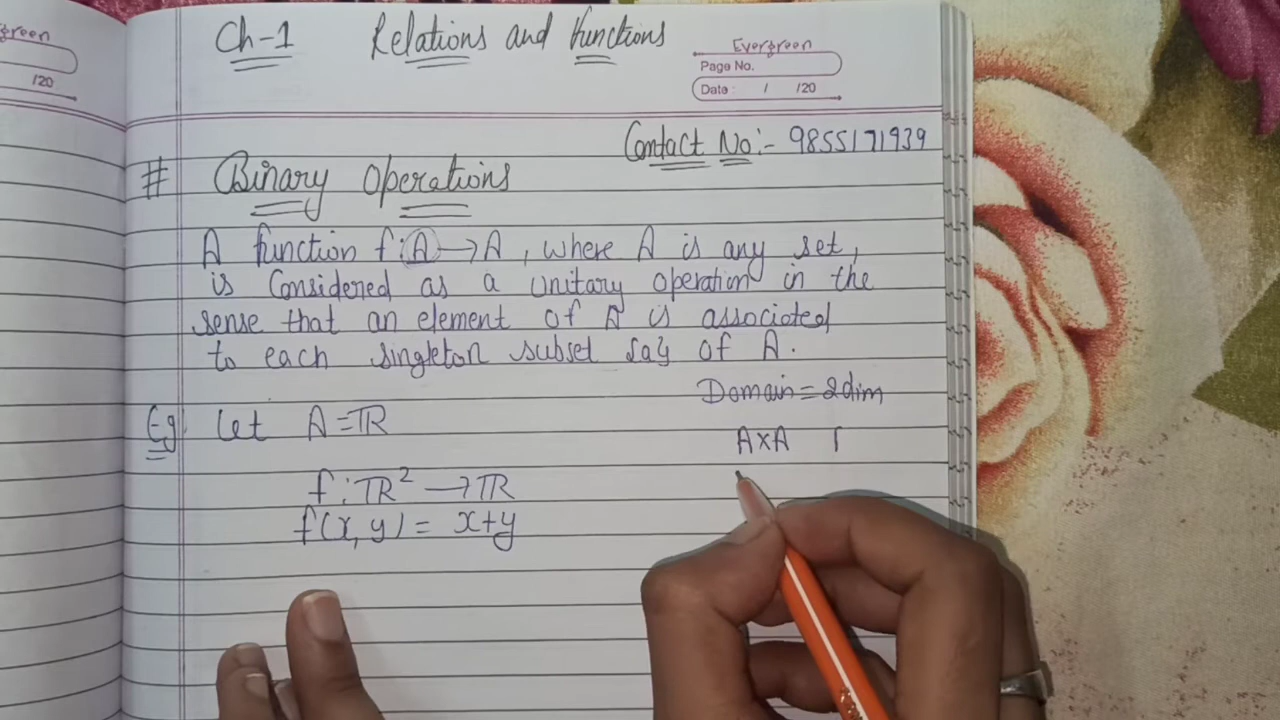 green
/20
Ch-1 Relations and Functions
Evergreen
Page No.
Date : / /20
Contact No:- 9855171939
# Binary Operations
A function f:A→A, where A is any set,
is Considered as a unitary operation in the
sense that an element of A is associated
to each singleton subset say of A.
Domain = 2dim
Eg: Let A=ℝ
A×A
f:ℝ²→ℝ
f(x,y) = x+y